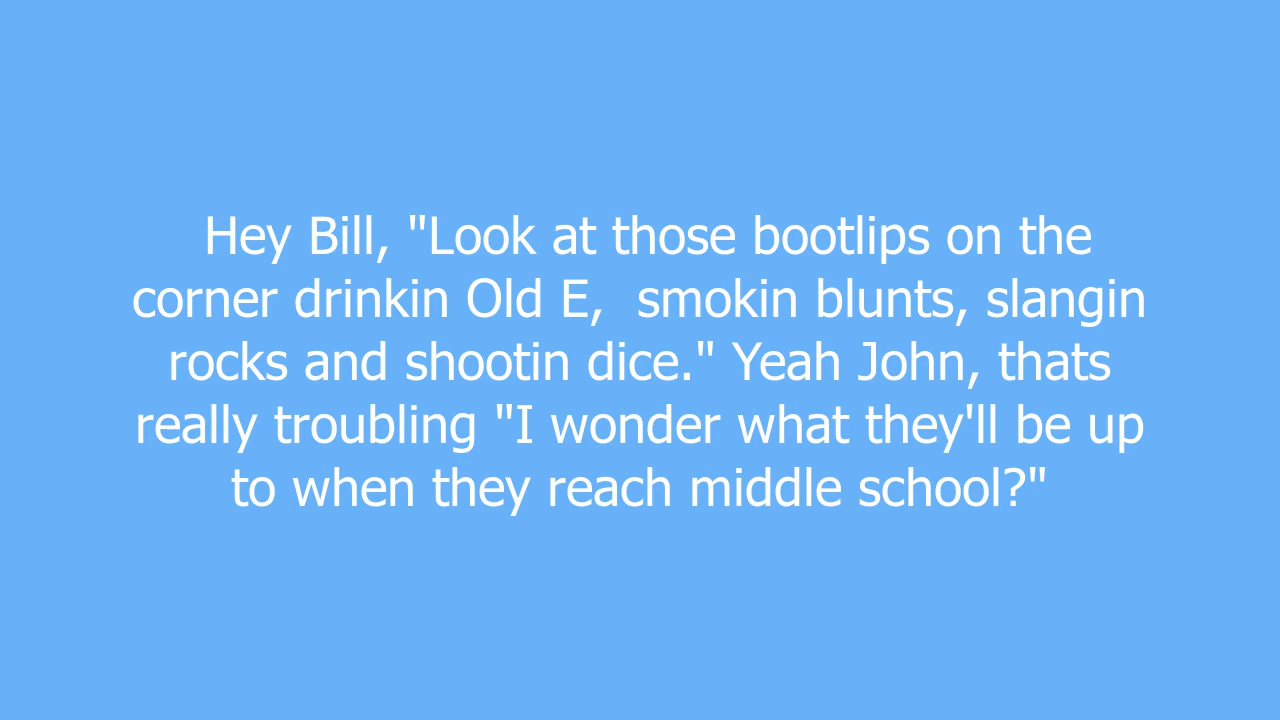 Hey Bill, "Look at those bootlips on the
corner drinkin Old E,  smokin blunts, slangin
rocks and shootin dice." Yeah John, thats
really troubling "I wonder what they'll be up
to when they reach middle school?"